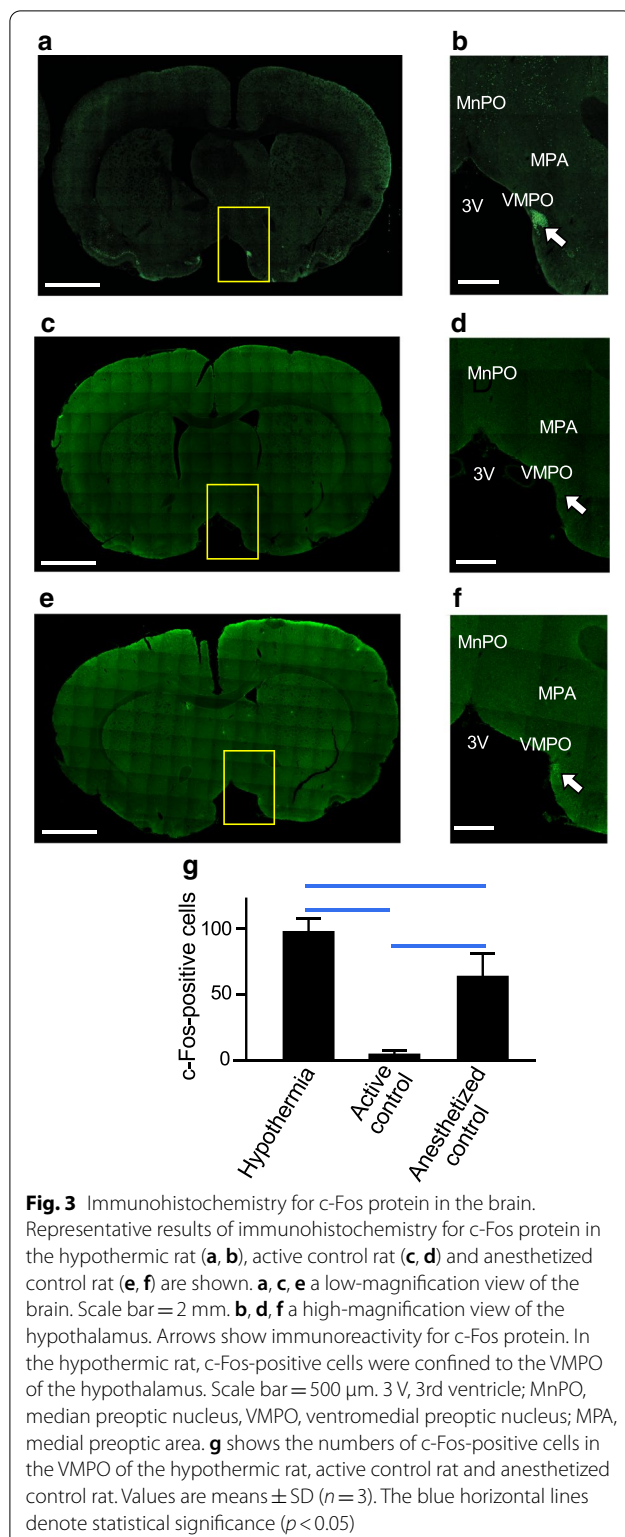 a
b
MnPO
MPA
VMPO
3V
c
d
MnPO
MPA
VMPO
3V
e
f
MnPO
MPA
VMPO
3V
g
c-Fos-positive cells
100
50
0
Hypothermia
Active control
Anesthetized control
Fig. 3 Immunohistochemistry for c-Fos protein in the brain.
Representative results of immunohistochemistry for c-Fos protein in
the hypothermic rat (a, b), active control rat (c, d) and anesthetized
control rat (e, f) are shown. a, c, e a low-magnification view of the
brain. Scale bar = 2 mm. b, d, f a high-magnification view of the
hypothalamus. Arrows show immunoreactivity for c-Fos protein. In
the hypothermic rat, c-Fos-positive cells were confined to the VMPO
of the hypothalamus. Scale bar = 500 μm. 3 V, 3rd ventricle; MnPO,
median preoptic nucleus, VMPO, ventromedial preoptic nucleus; MPA,
medial preoptic area. g shows the numbers of c-Fos-positive cells in
the VMPO of the hypothermic rat, active control rat and anesthetized
control rat. Values are means ± SD (n = 3). The blue horizontal lines
denote statistical significance (p < 0.05)